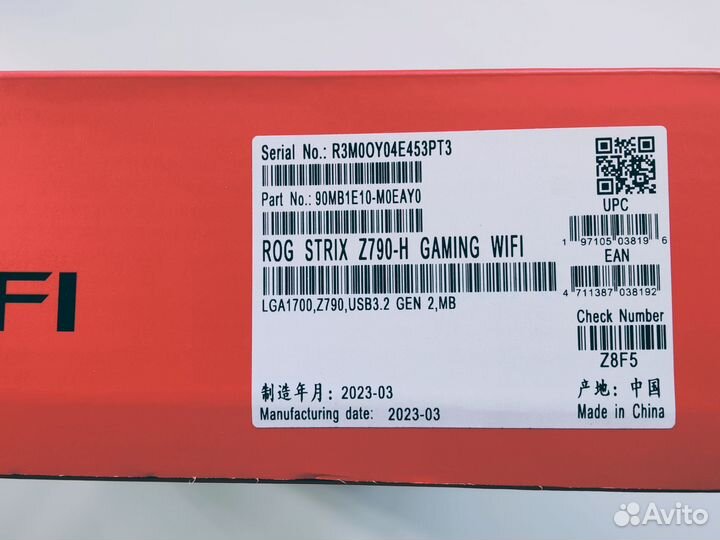 FI
Serial No.: R3M0OY04E453PT3
Part No.: 90MB1E10-M0EAY0
ROG STRIX Z790-H GAMING WIFI
LGA1700,Z790,USB3.2 GEN 2,MB
制造年月: 2023-03
Manufacturing date: 2023-03
UPC
1 97105 03819 6
EAN
4 711387 038192
Check Number
Z8F5
产地: 中国
Made in China
Avito